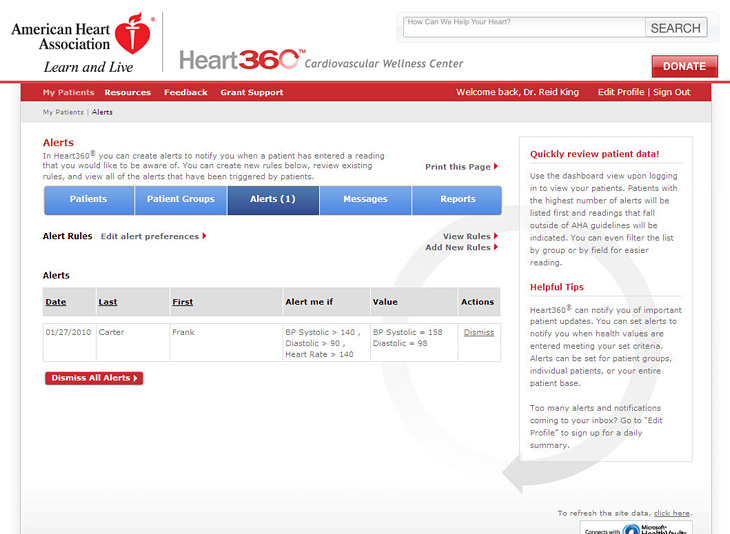 American Heart
Association
®
Learn and Live
Heart360™ Cardiovascular Wellness Center
How Can We Help Your Heart?
SEARCH
DONATE
My Patients Resources Feedback Grant Support
Welcome back, Dr. Reid King Edit Profile | Sign Out
My Patients | Alerts
Alerts
In Heart360® you can create alerts to notify you when a patient has entered a reading
that you would like to be aware of. You can create new rules below, review existing
rules, and view all of the alerts that have been triggered by patients.
Print this Page
Patients Patient Groups Alerts (1) Messages Reports
Alert Rules Edit alert preferences
View Rules
Add New Rules
Alerts
Date Last First Alert me if Value Actions
01/27/2010 Carter Frank BP Systolic > 140 , BP Systolic = 158 Dismiss
Diastolic > 90 , Diastolic = 98
Heart Rate > 140
Dismiss All Alerts
Quickly review patient data!
Use the dashboard view upon logging
in to view your patients. Patients with
the highest number of alerts will be
listed first and readings that fall
outside of AHA guidelines will be
indicated. You can even filter the list
by group or by field for easier
reading.
Helpful Tips
Heart360® can notify you of important
patient updates. You can set alerts to
notify you when health values are
entered meeting your set criteria.
Alerts can be set for patient groups,
individual patients, or your entire
patient base.
Too many alerts and notifications
coming to your inbox? Go to "Edit
Profile" to sign up for a daily
summary.
To refresh the site data, click here.
Connects with Microsoft®
HealthVault